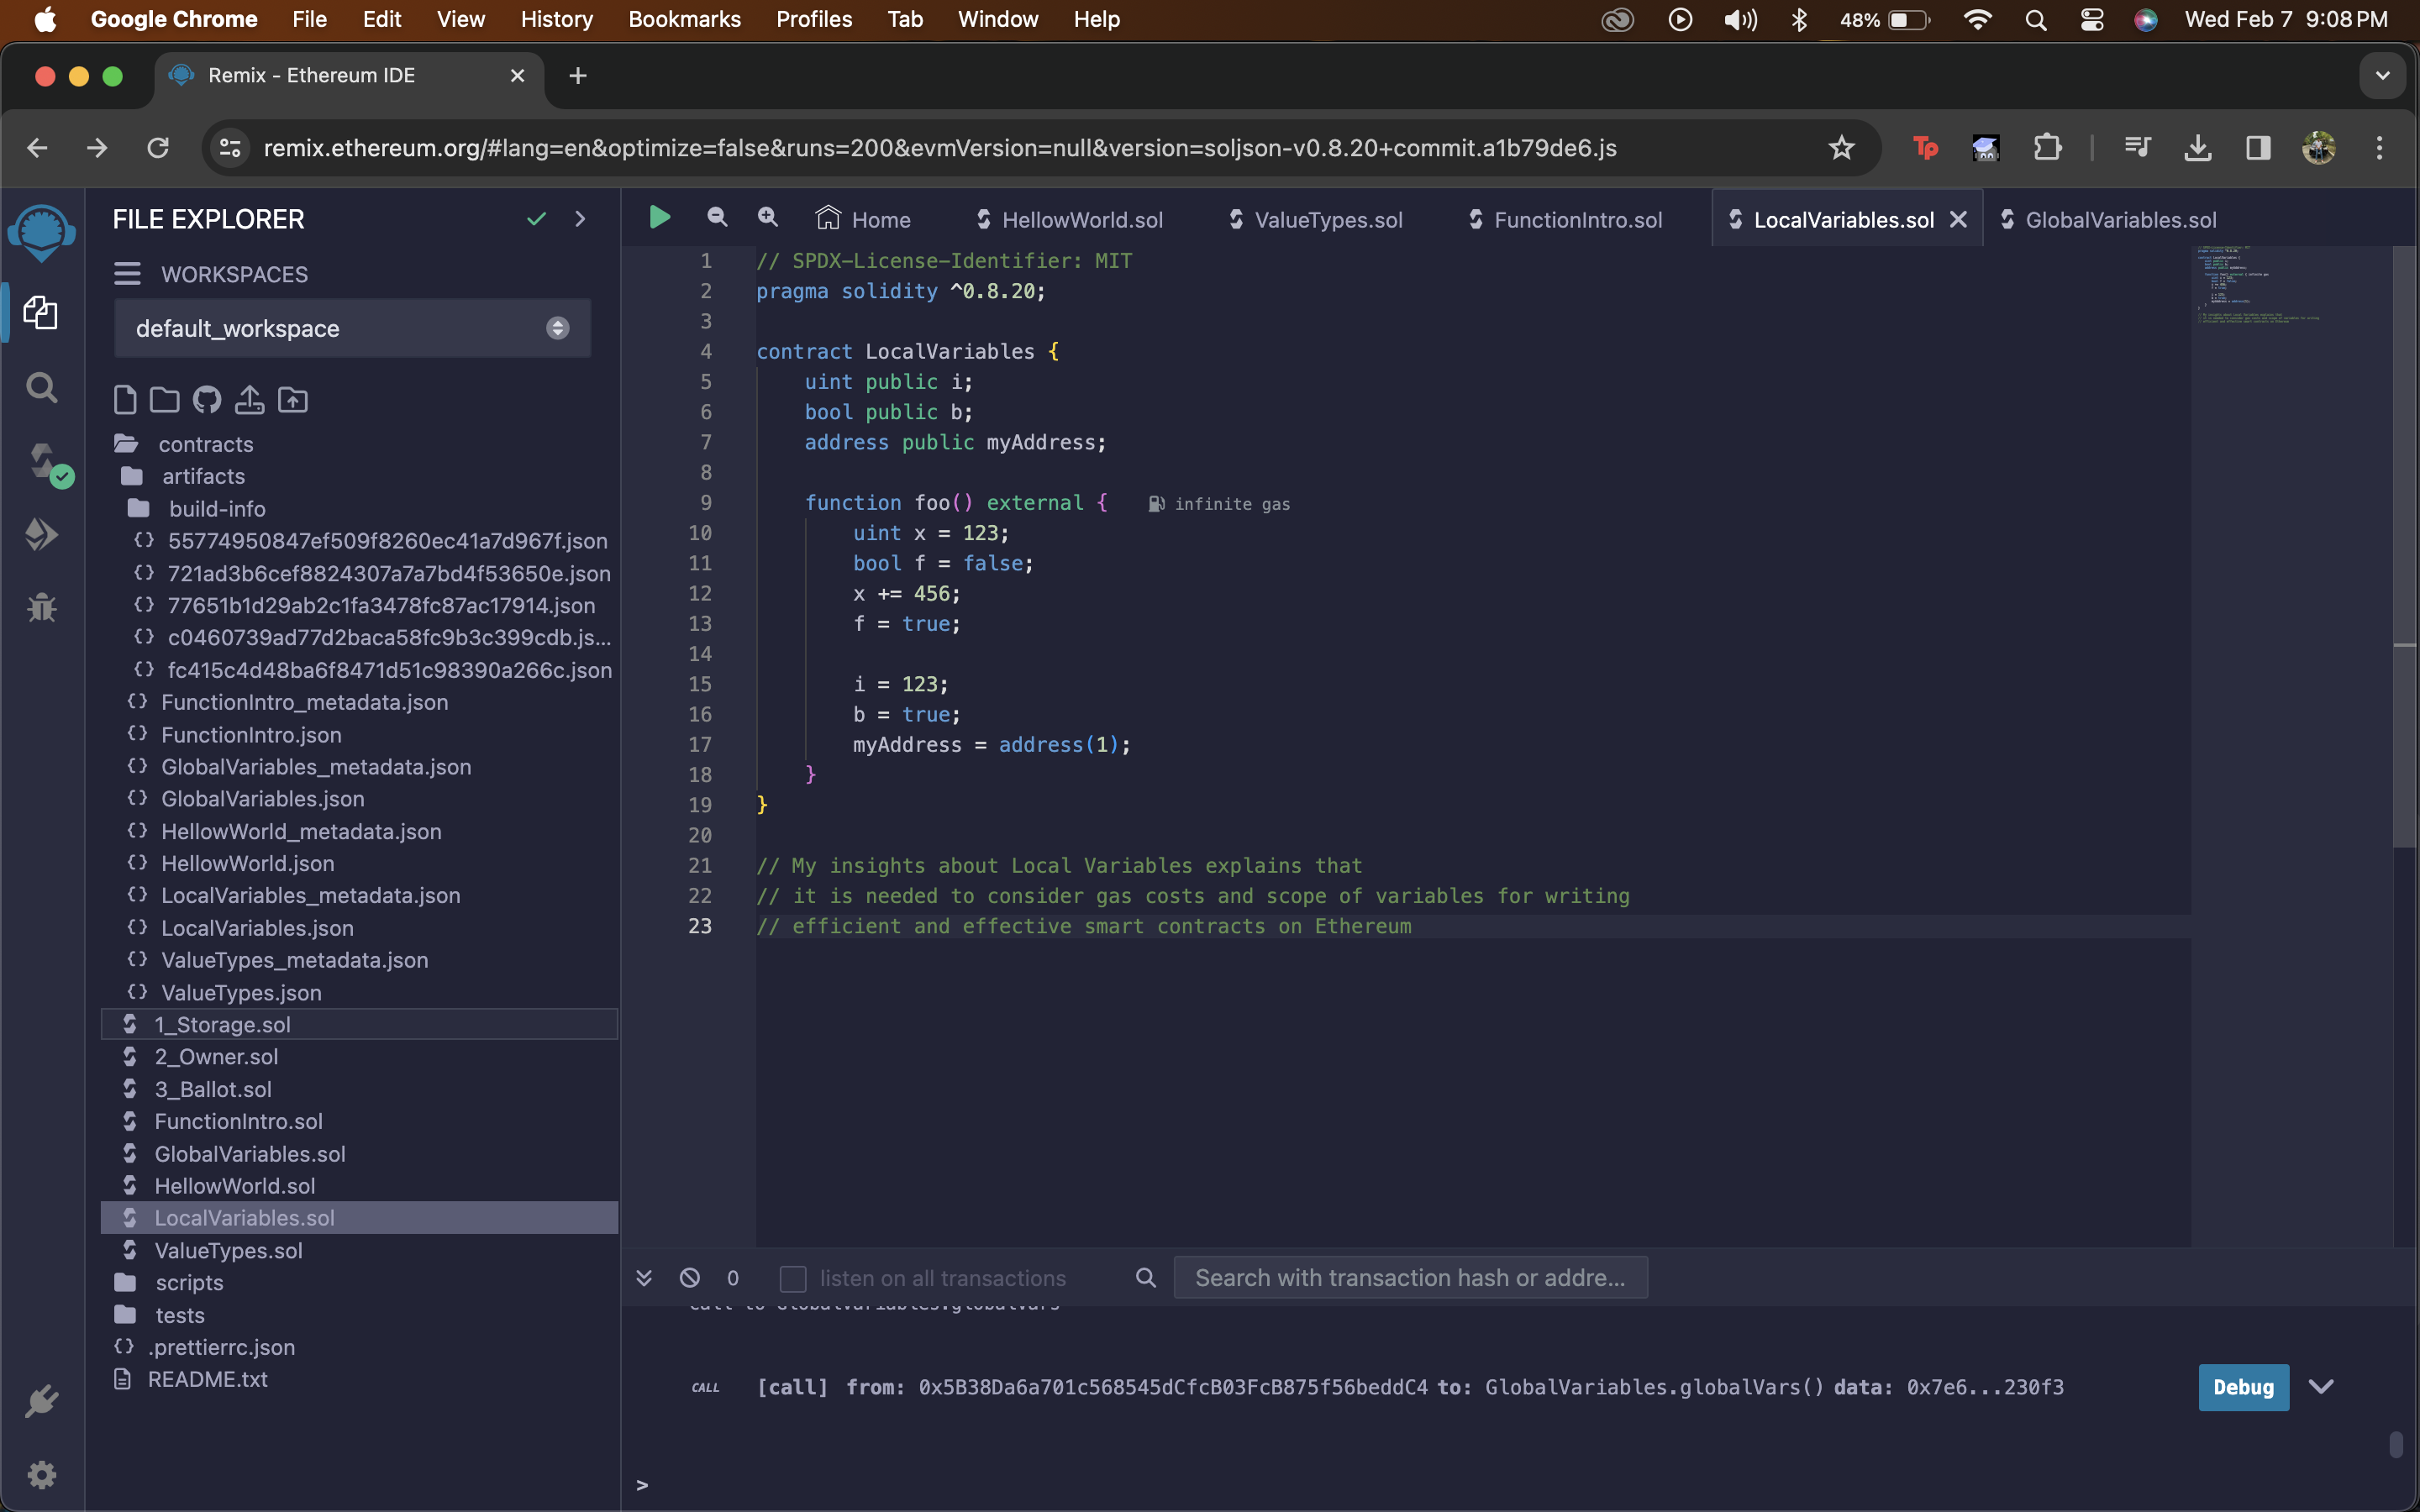 Google Chrome File Edit View History Bookmarks Profiles Tab Window Help 48% Wed Feb 7 9:08 PM
Remix - Ethereum IDE
remix.ethereum.org/#lang=en&optimize=false&runs=200&evmVersion=null&version=soljson-v0.8.20+commit.a1b79de6.js
FILE EXPLORER
WORKSPACES
default_workspace
contracts
artifacts
build-info
55774950847ef509f8260ec41a7d967f.json
721ad3b6cef8824307a7a7bd4f53650e.json
77651b1d29ab2c1fa3478fc87ac17914.json
c0460739ad77d2baca58fc9b3c399cdb.js...
fc415c4d48ba6f8471d51c98390a266c.json
FunctionIntro_metadata.json
FunctionIntro.json
GlobalVariables_metadata.json
GlobalVariables.json
HellowWorld_metadata.json
HellowWorld.json
LocalVariables_metadata.json
LocalVariables.json
ValueTypes_metadata.json
ValueTypes.json
1_Storage.sol
2_Owner.sol
3_Ballot.sol
FunctionIntro.sol
GlobalVariables.sol
HellowWorld.sol
LocalVariables.sol
ValueTypes.sol
scripts
tests
.prettierrc.json
README.txt
Home HellowWorld.sol ValueTypes.sol FunctionIntro.sol LocalVariables.sol GlobalVariables.sol
1 // SPDX-License-Identifier: MIT
2 pragma solidity ^0.8.20;
3
4 contract LocalVariables {
5 uint public i;
6 bool public b;
7 address public myAddress;
8
9 function foo() external { infinite gas
10 uint x = 123;
11 bool f = false;
12 x += 456;
13 f = true;
14
15 i = 123;
16 b = true;
17 myAddress = address(1);
18 }
19 }
20
21 // My insights about Local Variables explains that
22 // it is needed to consider gas costs and scope of variables for writing
23 // efficient and effective smart contracts on Ethereum
0 listen on all transactions Search with transaction hash or addre...
call to GlobalVariables.globalVars
CALL [call] from: 0x5B38Da6a701c568545dCfcB03FcB875f56beddC4 to: GlobalVariables.globalVars() data: 0x7e6...230f3 Debug
>